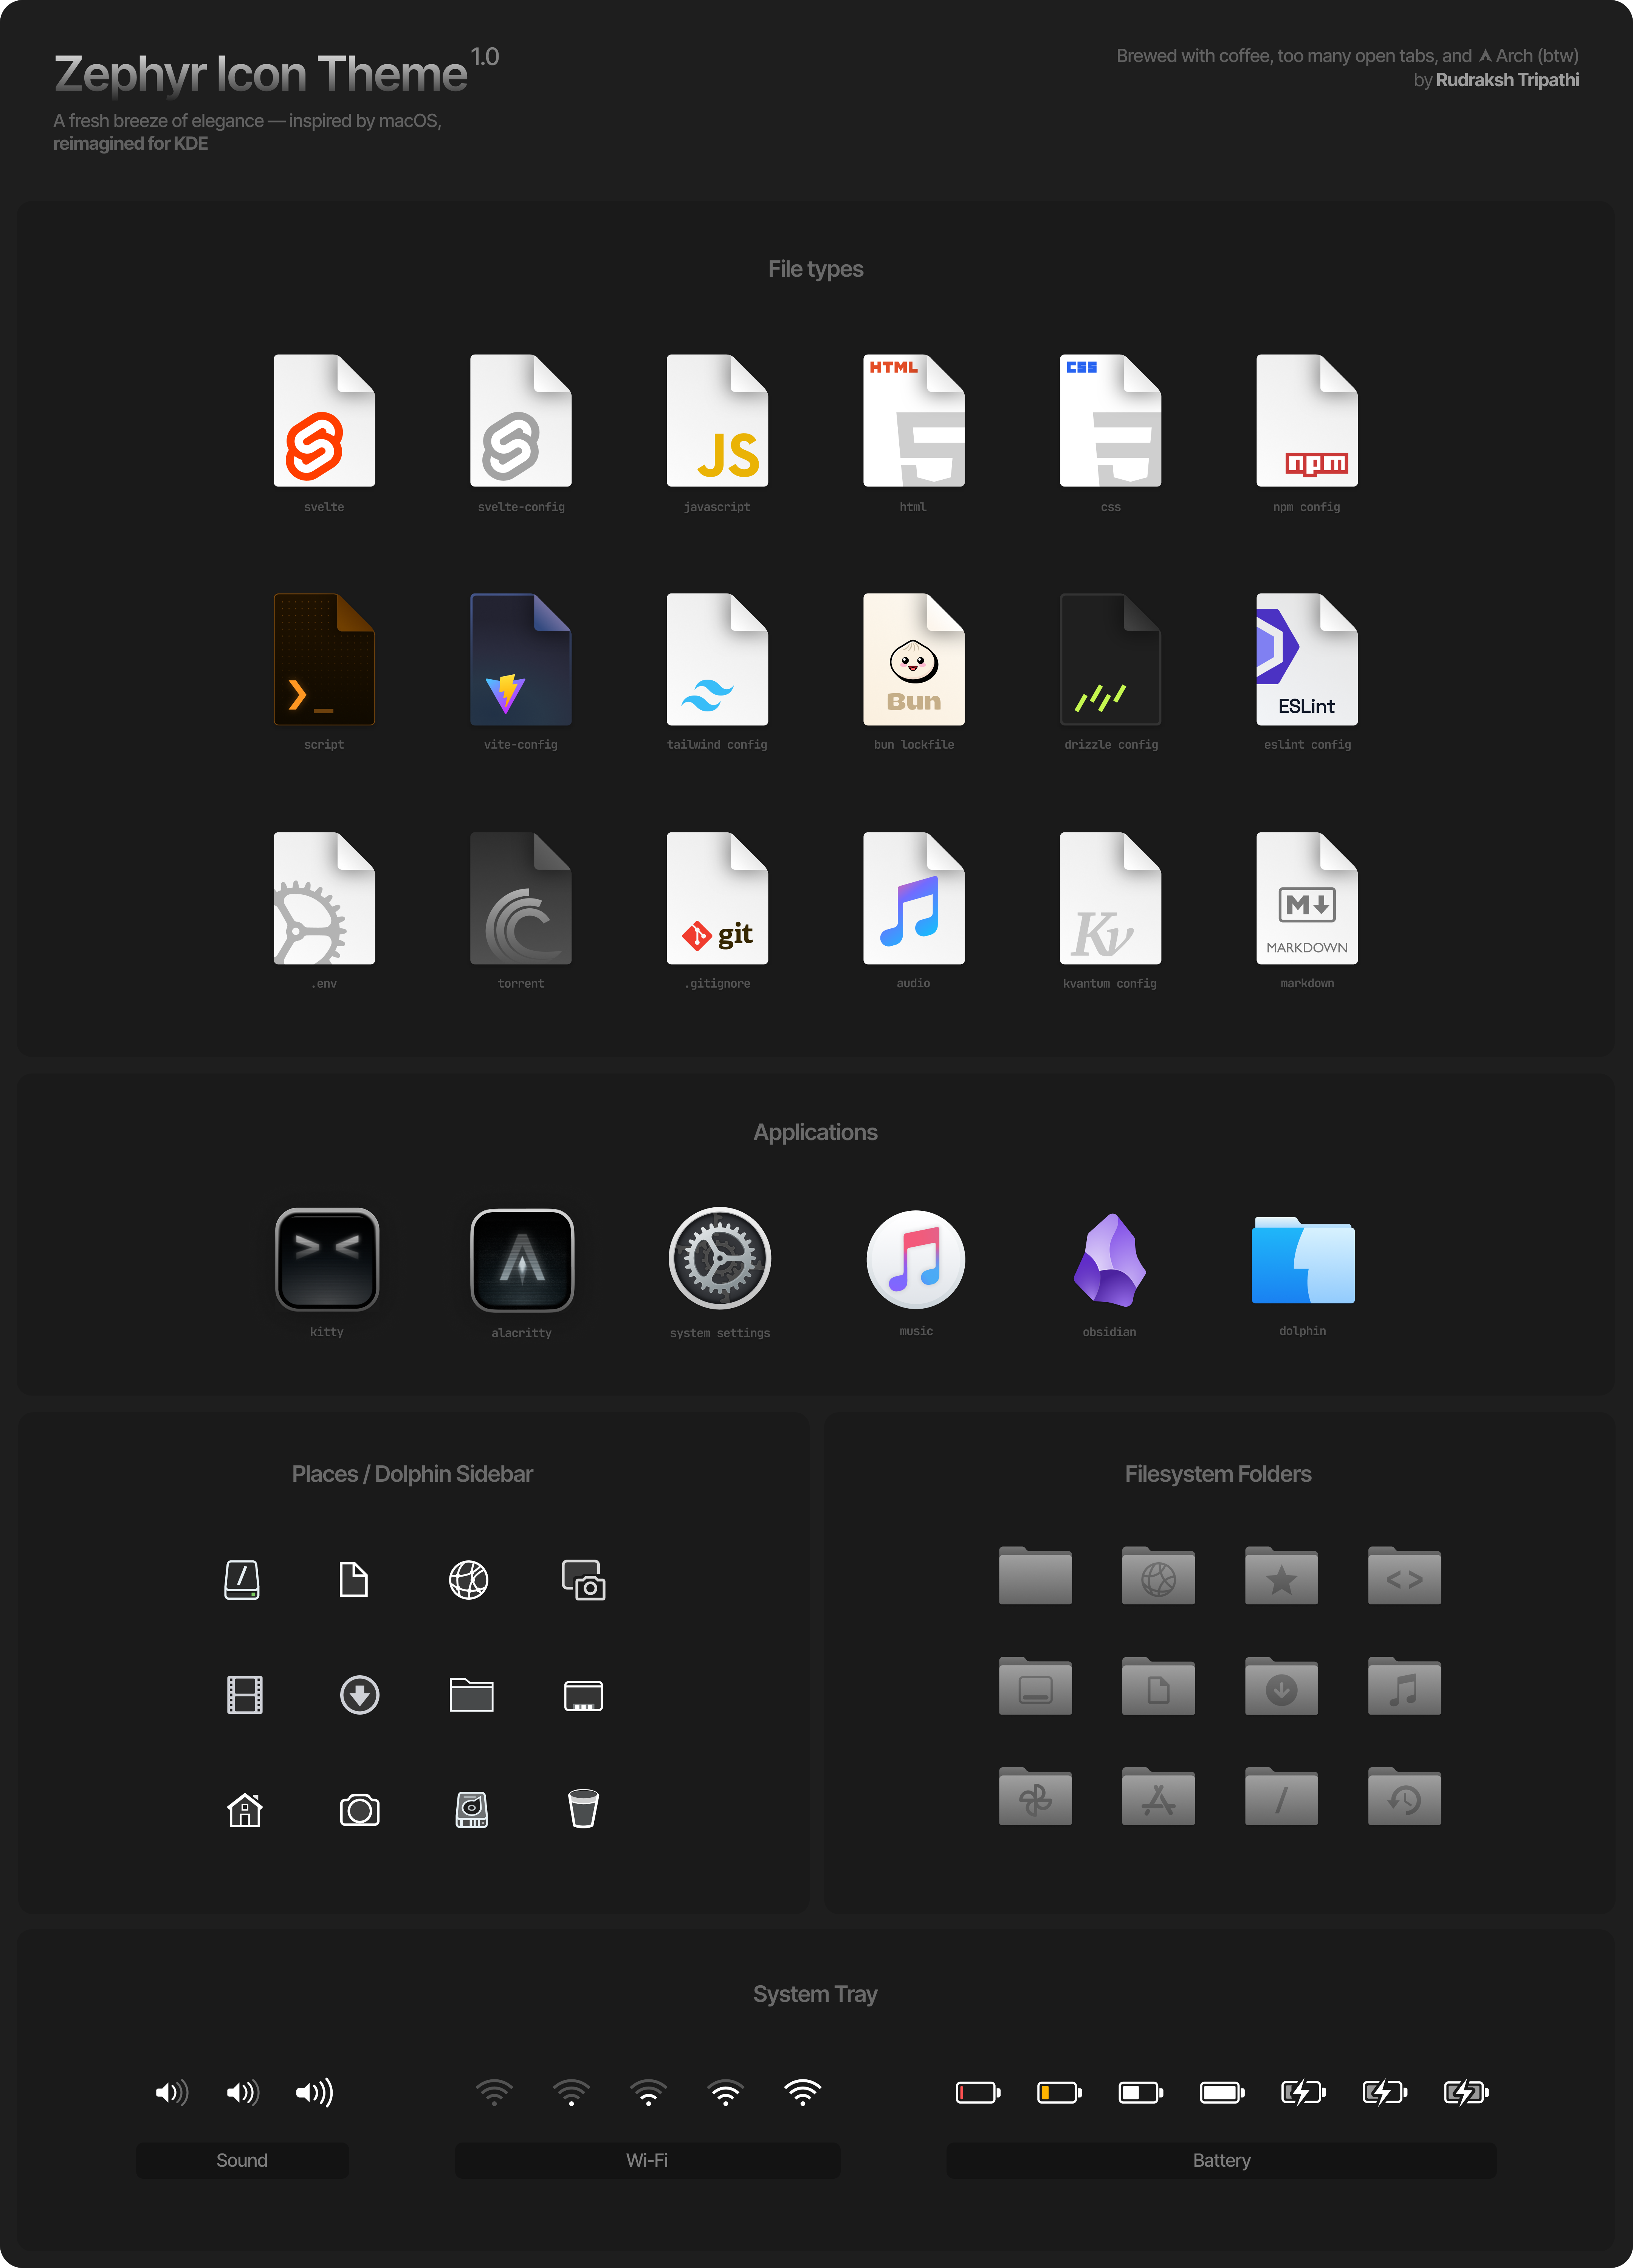 Zephyr Icon Theme 1.0
A fresh breeze of elegance — inspired by macOS,
reimagined for KDE
Brewed with coffee, too many open tabs, and Arch (btw)
by Rudraksh Tripathi
File types
JS
HTML
CSS
npm
svelte
svelte-config
javascript
html
css
npm config
Bun
ESLint
script
vite-config
tailwind config
bun lockfile
drizzle config
eslint config
git
Kv
M
MARKDOWN
.env
torrent
.gitignore
audio
kvantum config
markdown
Applications
kitty
alacritty
system settings
music
obsidian
dolphin
Places / Dolphin Sidebar
Filesystem Folders
System Tray
Sound
Wi-Fi
Battery